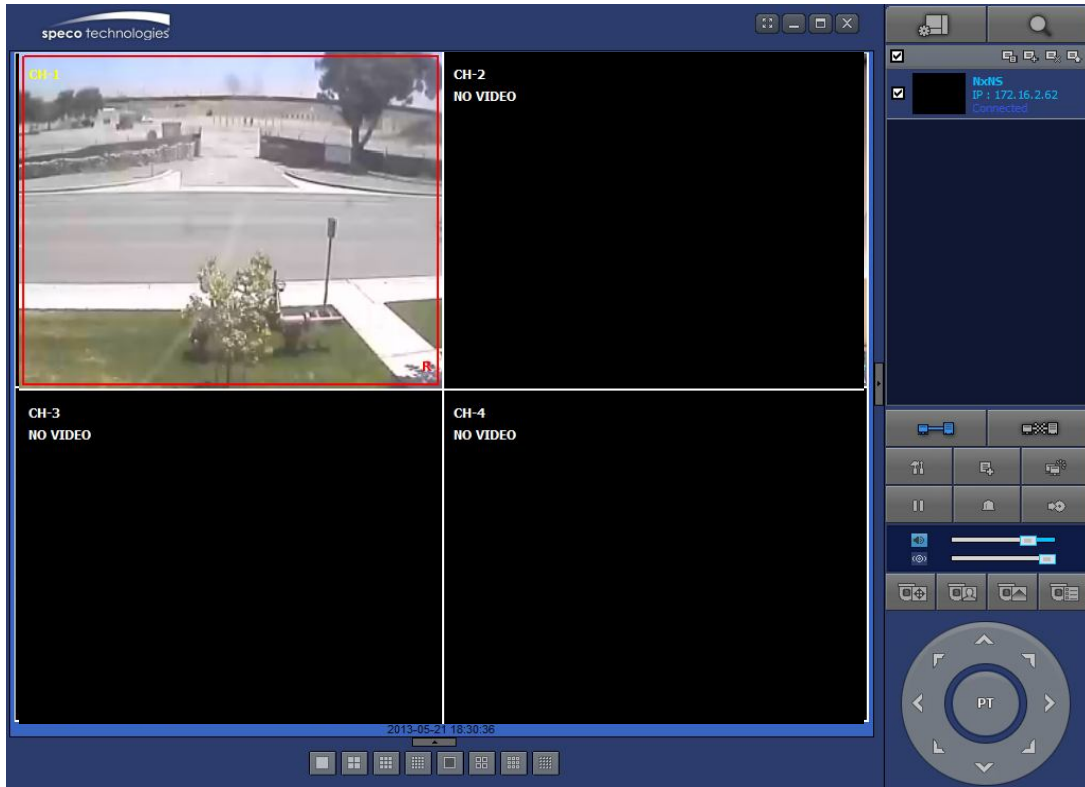 speco technologies
CH-1
CH-2
NO VIDEO
R
CH-3
NO VIDEO
CH-4
NO VIDEO
2013-05-21 18:30:36
NxNS
IP : 172.16.2.62
Connected
PT